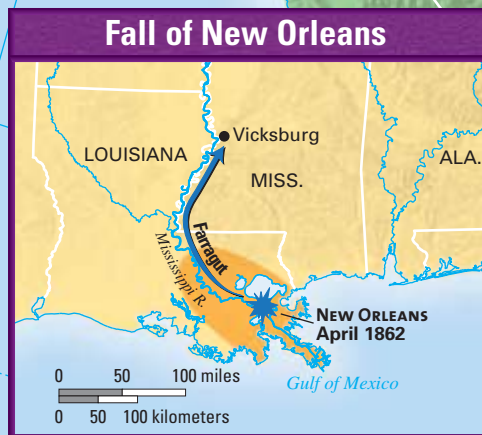 Fall of New Orleans
Vicksburg
LOUISIANA
MISS.
ALA.
Farragut
Mississippi R.
NEW ORLEANS
April 1862
Gulf of Mexico
0 50 100 miles
0 50 100 kilometers